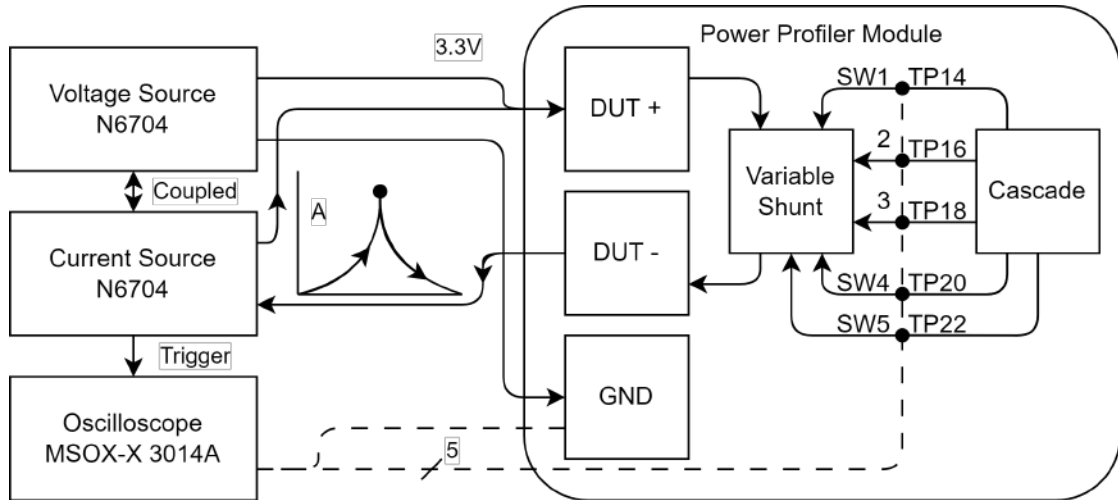 Power Profiler Module
3.3V
Voltage Source
N6704
DUT +
SW1 TP14
2 TP16
Variable
Shunt
Cascade
Coupled
A
3 TP18
Current Source
N6704
DUT -
SW4 TP20
SW5 TP22
Trigger
GND
Oscilloscope
MSOX-X 3014A
5